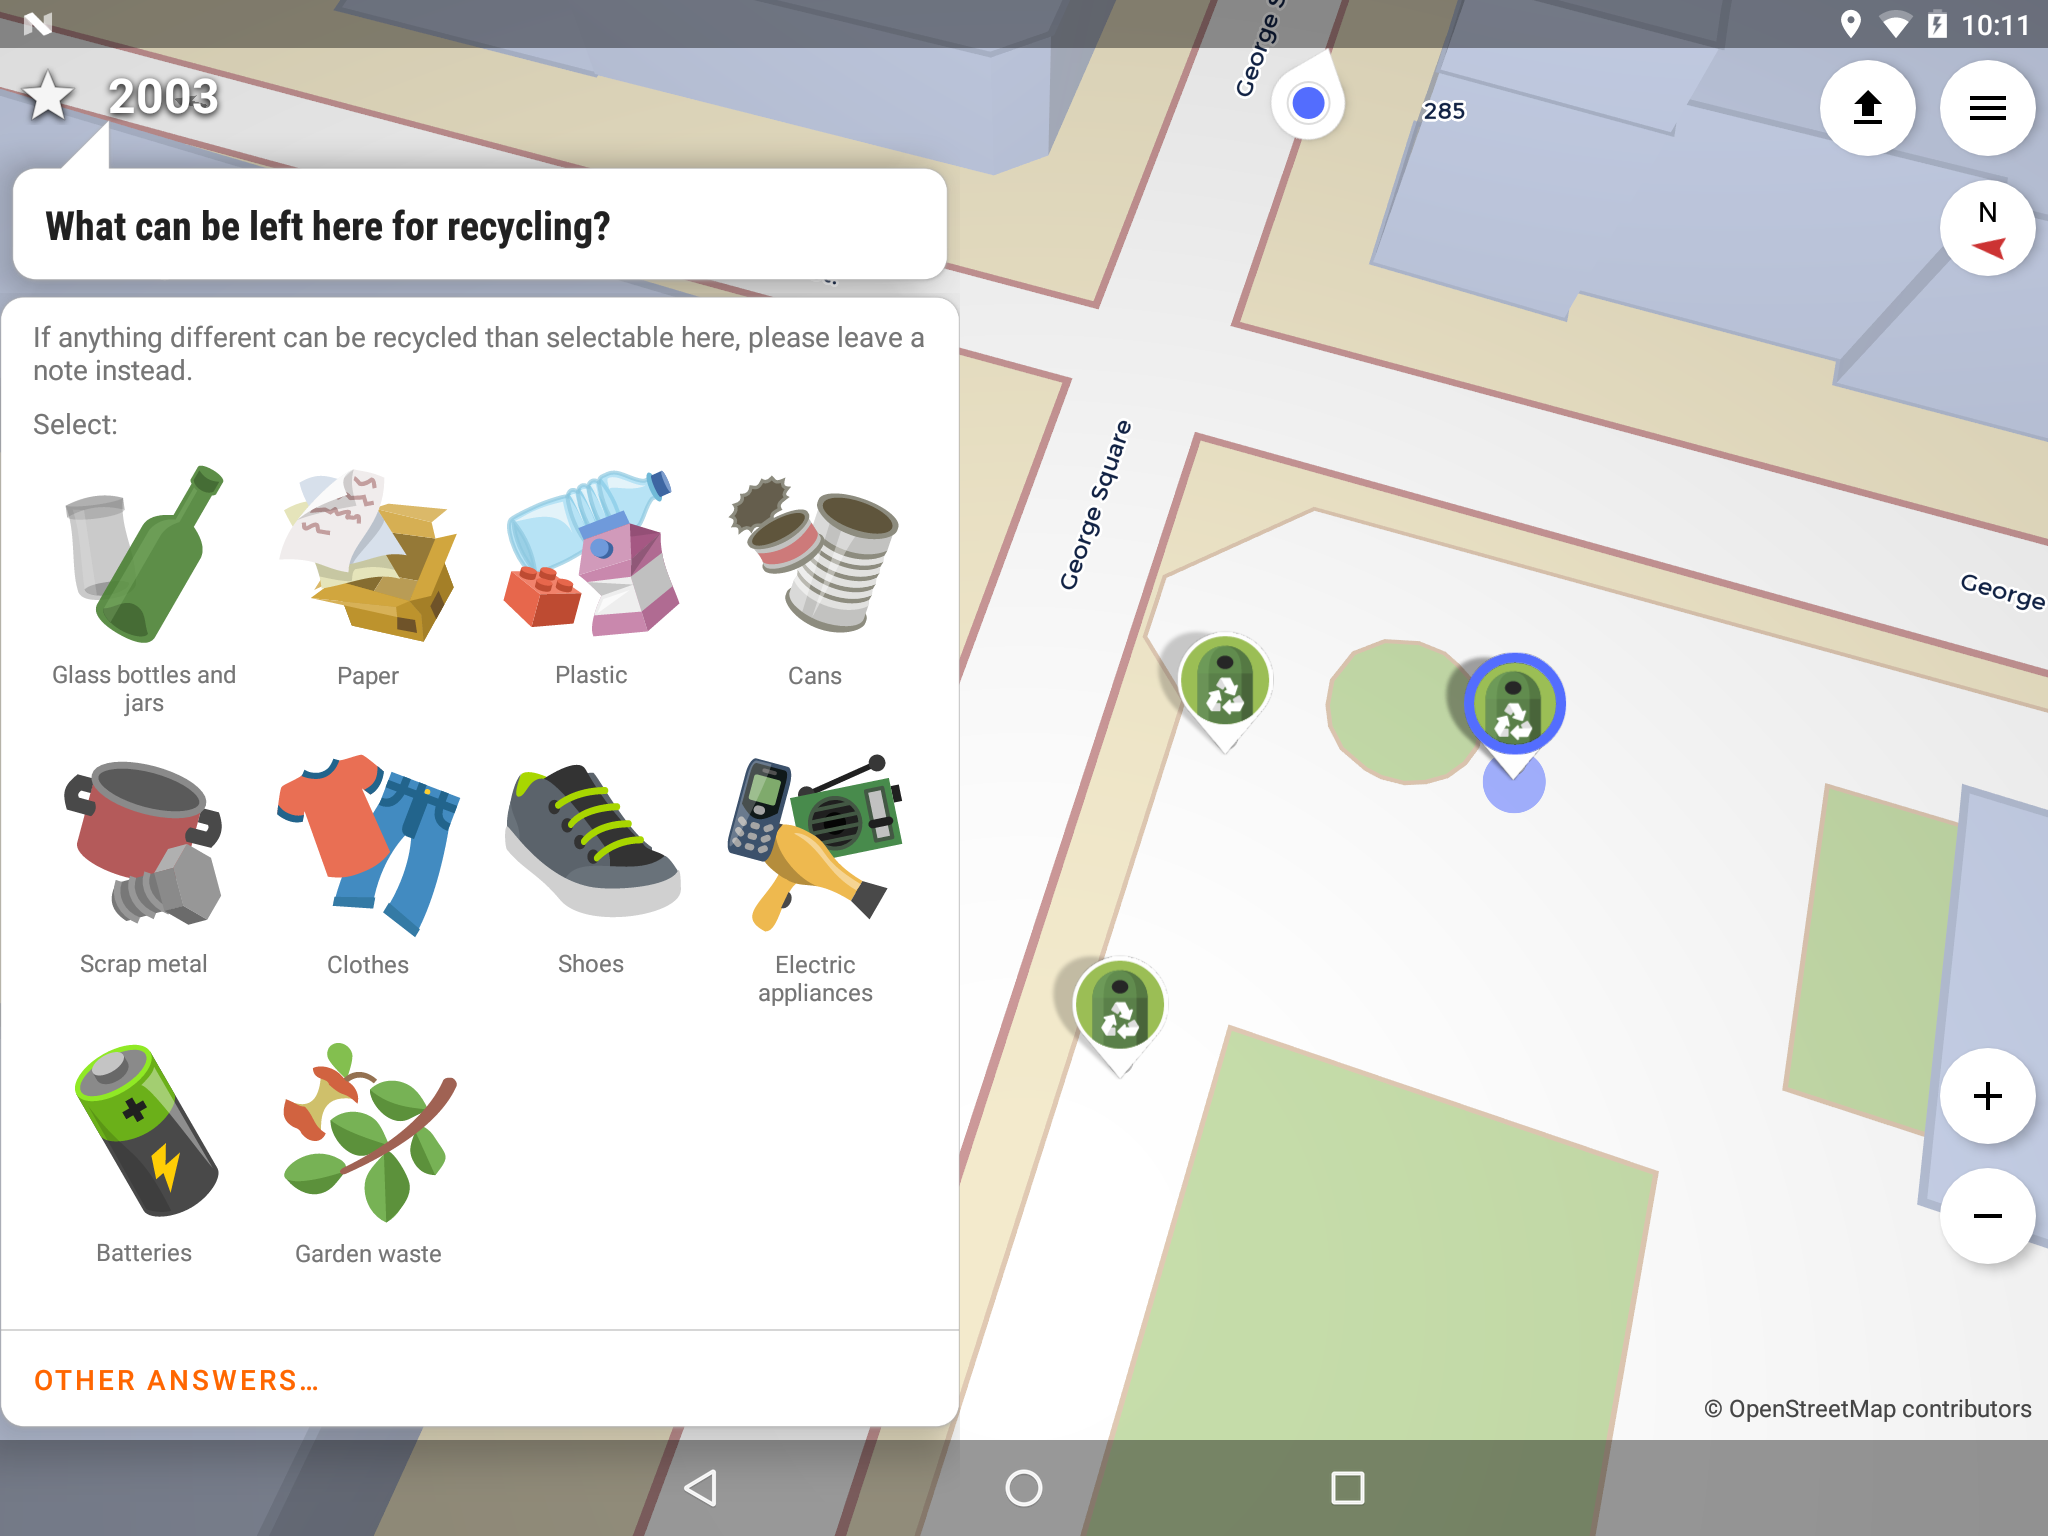 10:11
2003
George S
285
N
What can be left here for recycling?
If anything different can be recycled than selectable here, please leave a
note instead.
Select:
Glass bottles and
jars
Paper
Plastic
Cans
Scrap metal
Clothes
Shoes
Electric
appliances
Batteries
Garden waste
OTHER ANSWERS...
George Square
George
© OpenStreetMap contributors